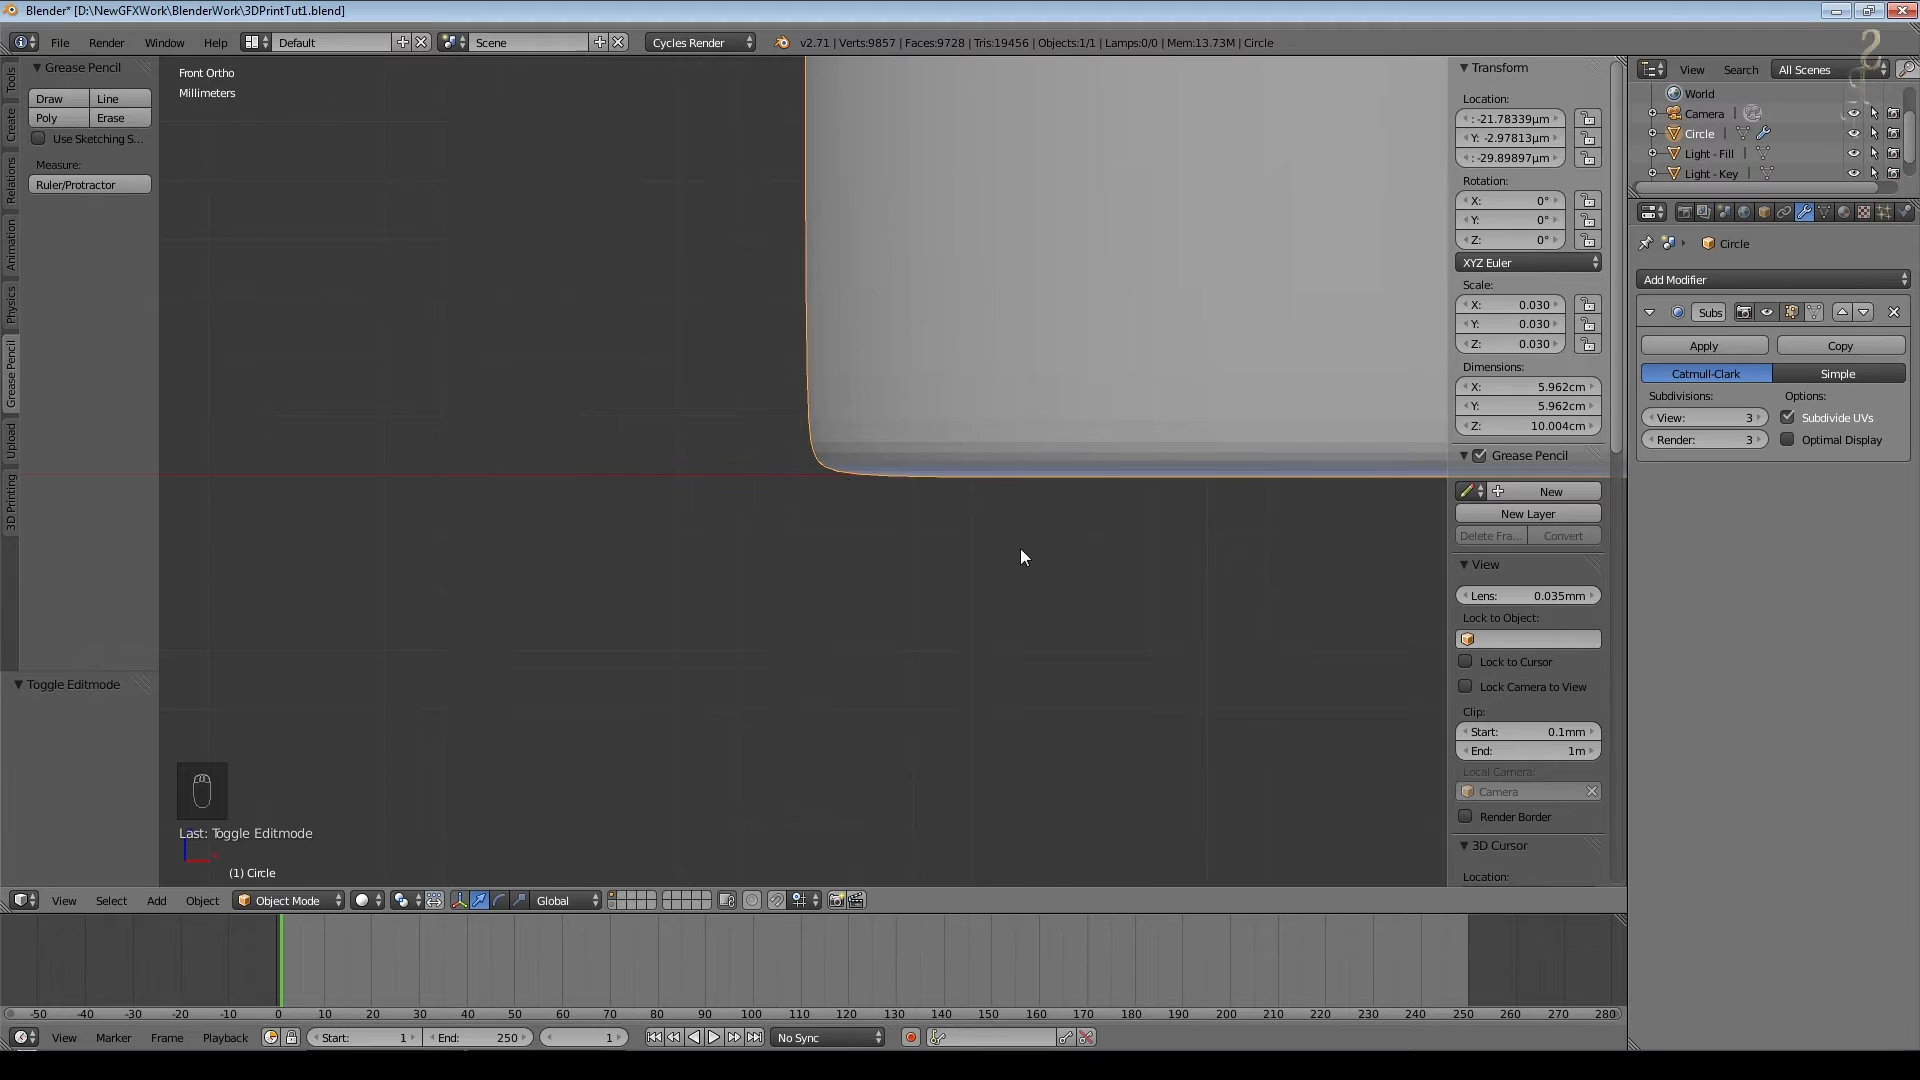 Blender* [D:\NewGFXWork\BlenderWork\3DPrintTut1.blend]
File Render Window Help Default Scene Cycles Render v2.71 | Verts:9857 | Faces:9728 | Tris:19456 | Objects:1/1 | Lamps:0/0 | Mem:13.73M | Circle
Grease Pencil
Draw Line
Poly Erase
Use Sketching S...
Measure:
Ruler/Protractor
Tools
Create
Relations
Animation
Physics
Grease Pencil
Upload
3D Printing
Toggle Editmode
Front Ortho
Millimeters
Last: Toggle Editmode
(1) Circle
Transform
Location:
: -21.78339µm
Y: -2.97813µm
: -29.89897µm
Rotation:
X: 0°
Y: 0°
Z: 0°
XYZ Euler
Scale:
X: 0.030
Y: 0.030
Z: 0.030
Dimensions:
X: 5.962cm
Y: 5.962cm
Z: 10.004cm
Grease Pencil
New
New Layer
Delete Fra... Convert
View
Lens: 0.035mm
Lock to Object:
Lock to Cursor
Lock Camera to View
Clip:
Start: 0.1mm
End: 1m
Local Camera:
Camera
Render Border
3D Cursor
Location:
View Search All Scenes
World
Camera
Circle
Light - Fill
Light - Key
Circle
Add Modifier
Subs
Apply Copy
Catmull-Clark Simple
Subdivisions: Options:
View: 3 Subdivide UVs
Render: 3 Optimal Display
View Select Add Object Object Mode Global
-50 -40 -30 -20 -10 0 10 20 30 40 50 60 70 80 90 100 110 120 130 140 150 160 170 180 190 200 210 220 230 240 250 260 270 280
View Marker Frame Playback Start: 1 End: 250 1 No Sync